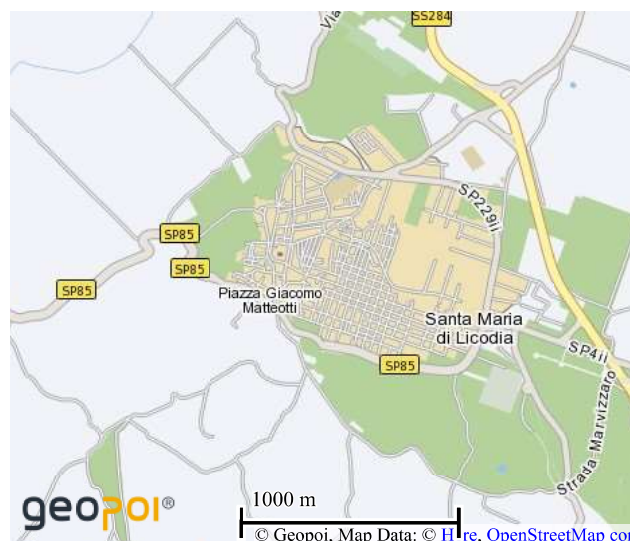 SS284
Via
SP229ii
SP85
SP85
SP85
Piazza Giacomo
Matteotti
Santa Maria
di Licodia
SP4ii
SP85
Strada Marvizzaro
geopoi®
1000 m
© Geopoi, Map Data: © Here, OpenStreetMap con